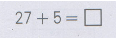 27 + 5 = □